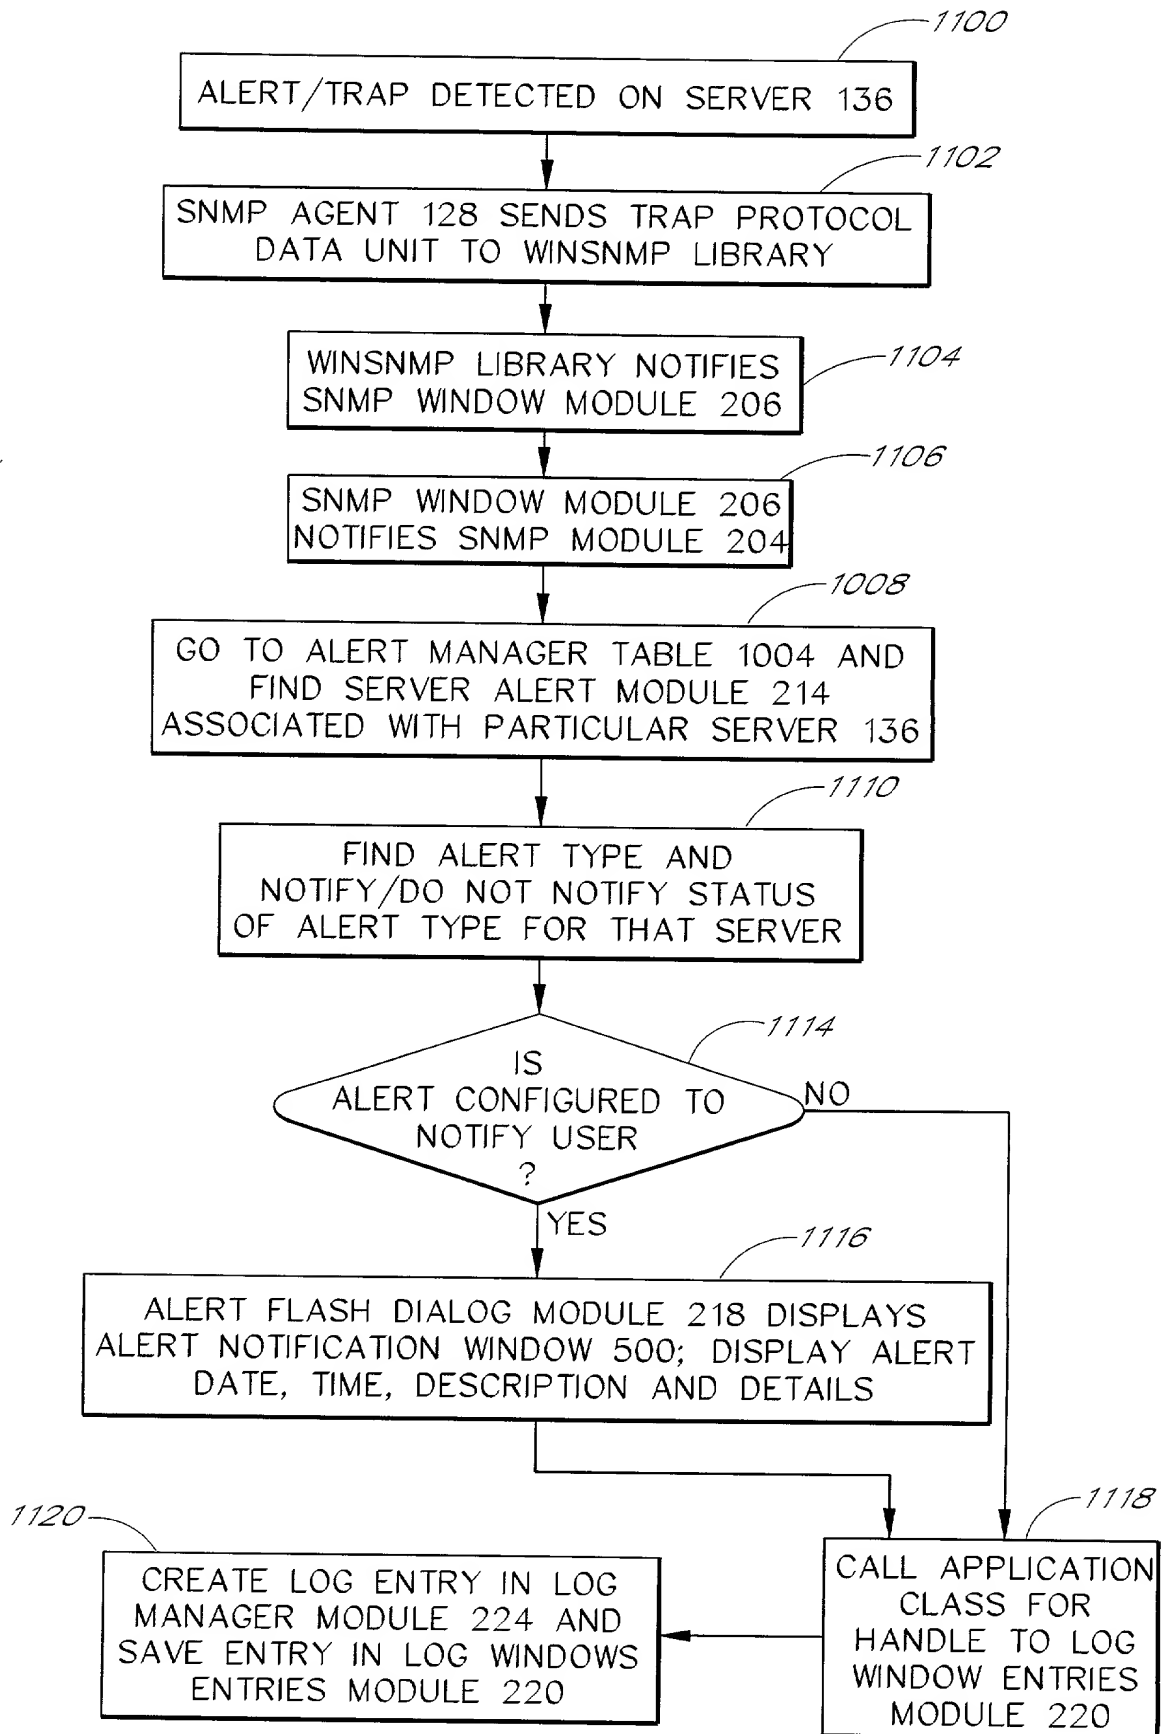 1100
ALERT/TRAP DETECTED ON SERVER 136
1102
SNMP AGENT 128 SENDS TRAP PROTOCOL
DATA UNIT TO WINSNMP LIBRARY
1104
WINSNMP LIBRARY NOTIFIES
SNMP WINDOW MODULE 206
1106
SNMP WINDOW MODULE 206
NOTIFIES SNMP MODULE 204
1008
GO TO ALERT MANAGER TABLE 1004 AND
FIND SERVER ALERT MODULE 214
ASSOCIATED WITH PARTICULAR SERVER 136
1110
FIND ALERT TYPE AND
NOTIFY/DO NOT NOTIFY STATUS
OF ALERT TYPE FOR THAT SERVER
1114
IS
ALERT CONFIGURED TO
NOTIFY USER
?
NO
YES
1116
ALERT FLASH DIALOG MODULE 218 DISPLAYS
ALERT NOTIFICATION WINDOW 500; DISPLAY ALERT
DATE, TIME, DESCRIPTION AND DETAILS
1118
CALL APPLICATION
CLASS FOR
HANDLE TO LOG
WINDOW ENTRIES
MODULE 220
1120
CREATE LOG ENTRY IN LOG
MANAGER MODULE 224 AND
SAVE ENTRY IN LOG WINDOWS
ENTRIES MODULE 220